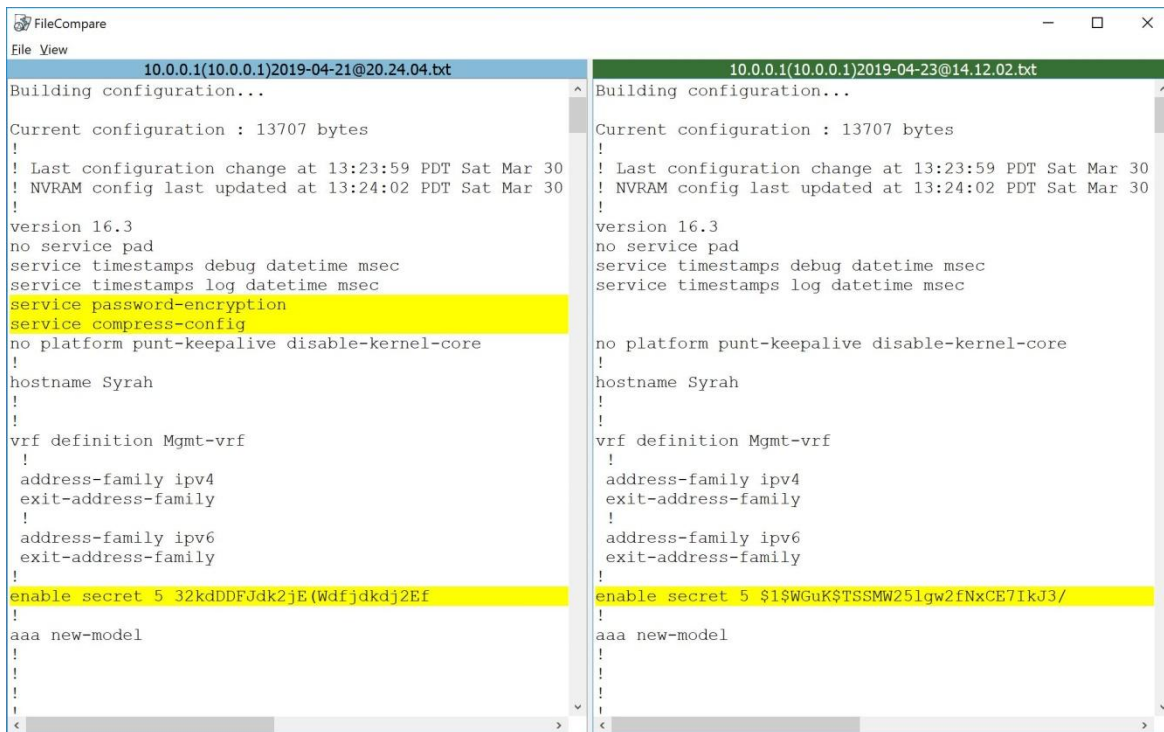 FileCompare
File View
10.0.0.1(10.0.0.1)2019-04-21@20.24.04.txt
Building configuration...
Current configuration : 13707 bytes
!
! Last configuration change at 13:23:59 PDT Sat Mar 30
! NVRAM config last updated at 13:24:02 PDT Sat Mar 30
!
version 16.3
no service pad
service timestamps debug datetime msec
service timestamps log datetime msec
service password-encryption
service compress-config
no platform punt-keepalive disable-kernel-core
!
hostname Syrah
!
!
vrf definition Mgmt-vrf
!
address-family ipv4
exit-address-family
!
address-family ipv6
exit-address-family
!
enable secret 5 32kdDDFJdk2jE(Wdfjdkdj2Ef
!
aaa new-model
!
!
!
!
10.0.0.1(10.0.0.1)2019-04-23@14.12.02.txt
Building configuration...
Current configuration : 13707 bytes
!
! Last configuration change at 13:23:59 PDT Sat Mar 30
! NVRAM config last updated at 13:24:02 PDT Sat Mar 30
!
version 16.3
no service pad
service timestamps debug datetime msec
service timestamps log datetime msec
no platform punt-keepalive disable-kernel-core
!
hostname Syrah
!
!
vrf definition Mgmt-vrf
!
address-family ipv4
exit-address-family
!
address-family ipv6
exit-address-family
!
enable secret 5 $1$WGuK$TSSMW25lgw2fNxCE7IkJ3/
!
aaa new-model
!
!
!
!